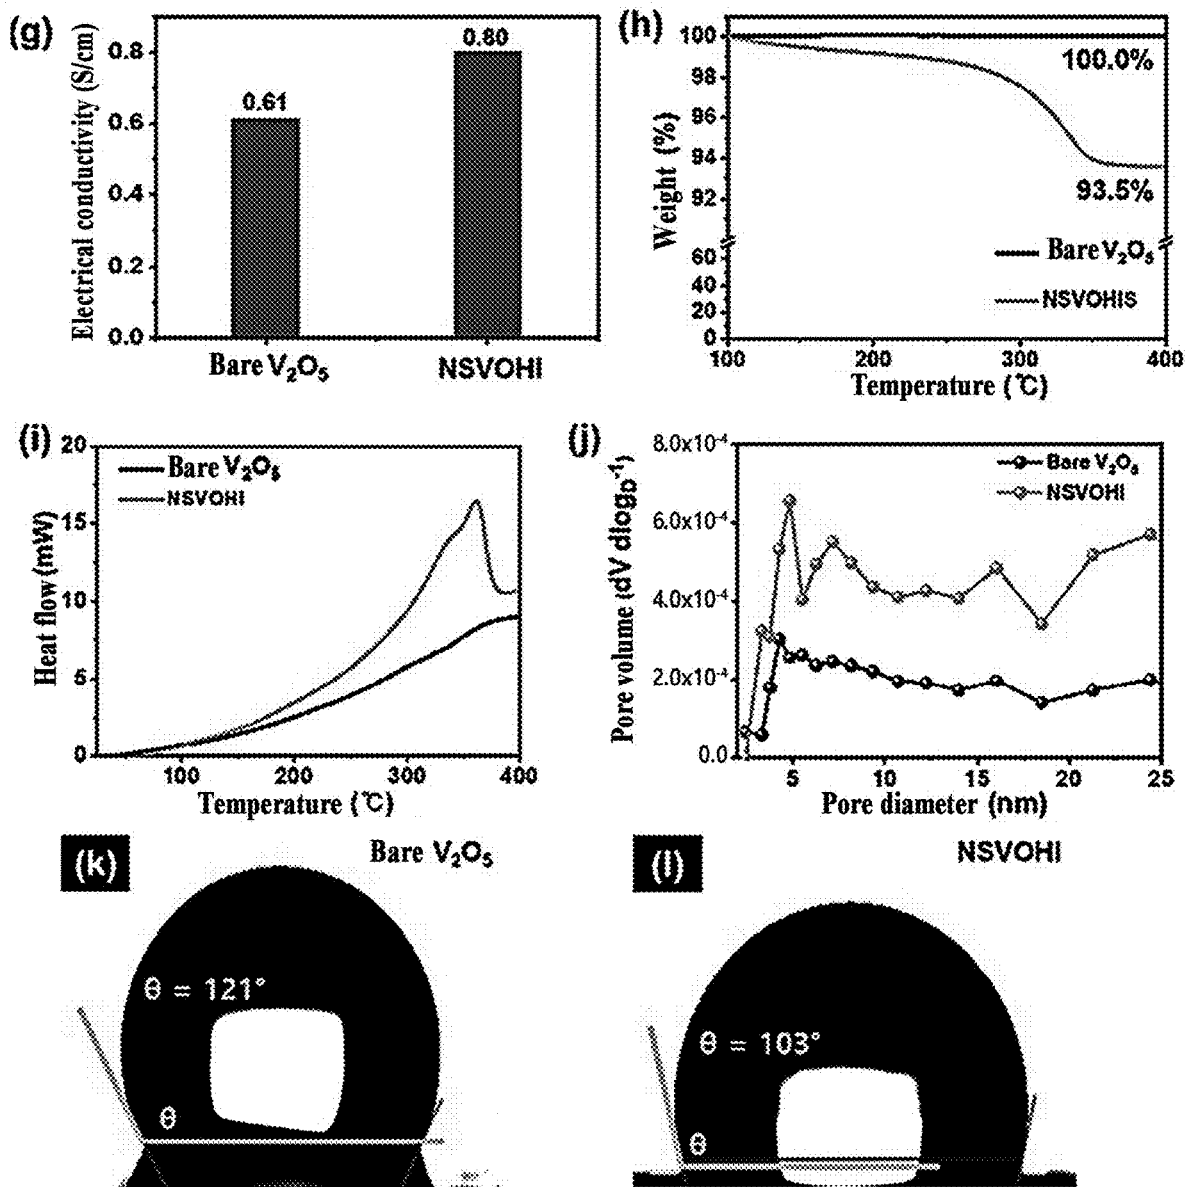 (g)
Electrical conductivity (S/cm)
0.8
0.6
0.4
0.2
0.0
0.61
0.80
Bare V₂O₅
NSVOHI
(h)
Weight (%)
100
98
96
94
92
60
40
20
0
100.0%
93.5%
Bare V₂O₅
NSVOHIS
100 200 300 400
Temperature (℃)
(i)
Heat flow (mW)
20
15
10
5
0
Bare V₂O₅
NSVOHI
100 200 300 400
Temperature (℃)
(j)
Pore volume (dV dlogD⁻¹)
8.0x10⁻⁴
6.0x10⁻⁴
4.0x10⁻⁴
2.0x10⁻⁴
0.0
Bare V₂O₅
NSVOHI
5 10 15 20 25
Pore diameter (nm)
(k)
Bare V₂O₅
θ = 121°
θ
(l)
NSVOHI
θ = 103°
θ